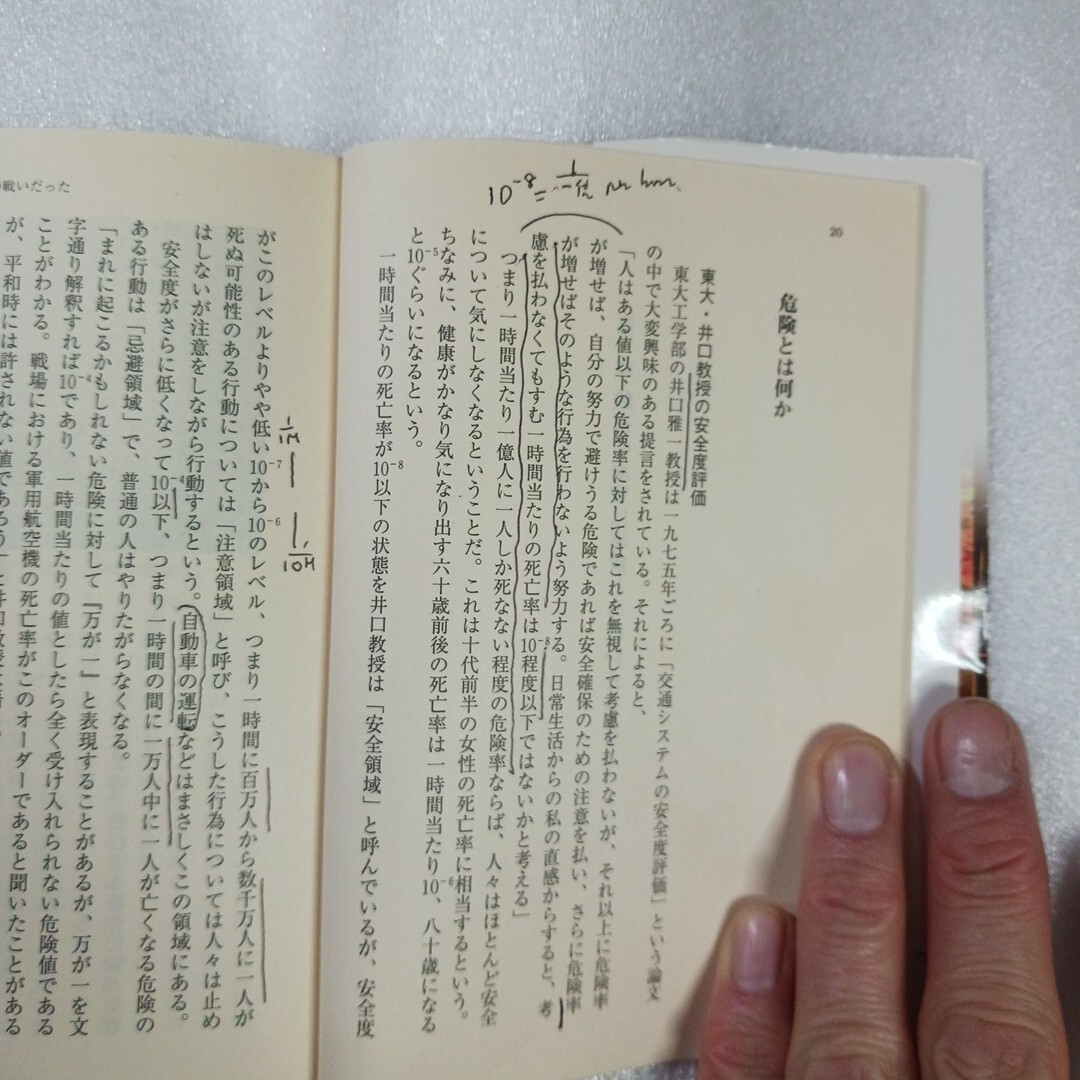 20
10⁻⁸ = 1/一億 per hour
危険とは何か
東大・井口教授の安全度評価
東大工学部の井口雅一教授は一九七五年ごろに「交通システムの安全度評価」という論文
の中で大変興味のある提言をされている。それによると、
「人はある値以下の危険率に対してはこれを無視して考慮を払わないが、それ以上に危険率
が増せば、自分の努力で避けうる危険であれば安全確保のための注意を払い、さらに危険率
が増せばそのような行為を行わないよう努力する。日常生活からの私の直感からすると、考
慮を払わなくてもすむ一時間当たりの死亡率は10⁻⁸程度以下ではないかと考える」
つまり一時間当たり一億人に一人しか死なない程度の危険率ならば、人々はほとんど安全
について気にしなくなるということだ。これは十代前半の女性の死亡率に相当するという。
ちなみに、健康がかなり気になり出す六十歳前後の死亡率は一時間当たり10⁻⁶、八十歳になる
と10⁻⁵ぐらいになるという。
一時間当たりの死亡率が10⁻⁸以下の状態を井口教授は「安全領域」と呼んでいるが、安全度
戦いだった
1/1M
1/10M
がこのレベルよりやや低い10⁻⁷から10⁻⁶のレベル、つまり一時間に百万人から数千万人に一人が
死ぬ可能性のある行動については「注意領域」と呼び、こうした行為については人々は止め
はしないが注意をしながら行動するという。自動車の運転などはまさしくこの領域にある。
安全度がさらに低くなって10⁻⁴以下、つまり一時間の間に一万人中に一人が亡くなる危険の
ある行動は「忌避領域」で、普通の人はやりたがらなくなる。
「まれに起こるかもしれない危険に対して『万が一』と表現することがあるが、万が一を文
字通り解釈すれば10⁻⁴であり、一時間当たりの値としたら全く受け入れられない危険値である
ことがわかる。戦場における軍用航空機の死亡率がこのオーダーであると聞いたことがある
が、平和時には許されない値であろう」と井口教授は